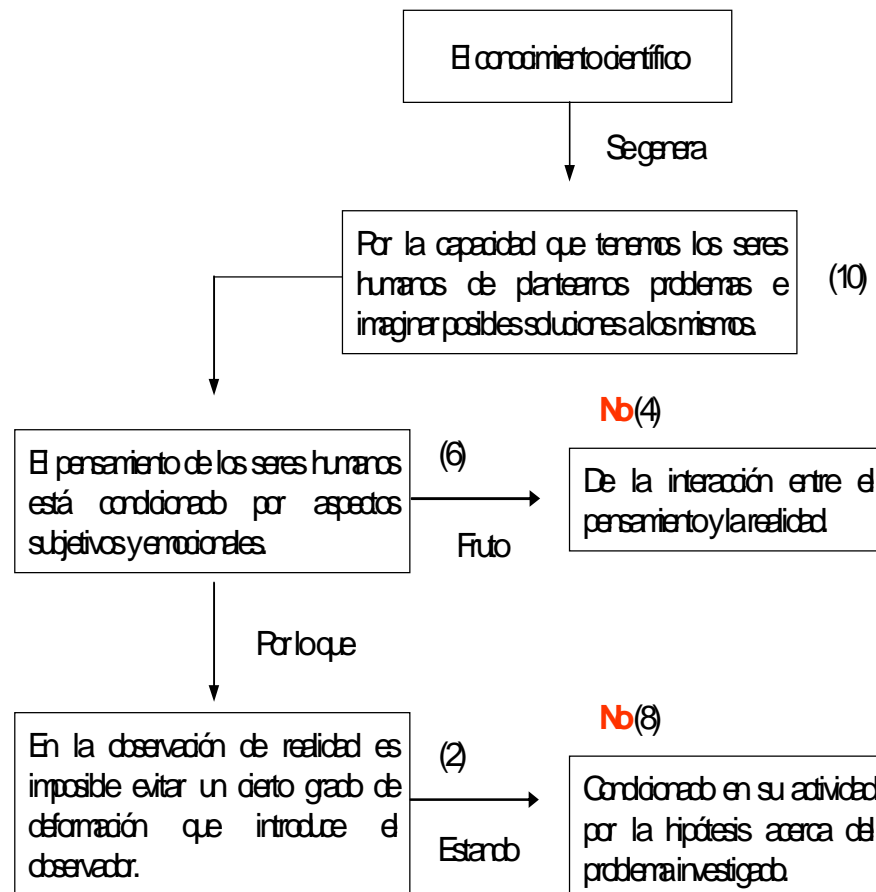 El conocimiento científico
Se genera
Por la capacidad que tenemos los seres
humanos de plantearnos problemas e
imaginar posibles soluciones a los mismos.
(10)
No (4)
El pensamiento de los seres humanos
está condicionado por aspectos
subjetivos y emocionales.
(6)
Fruto
De la interacción entre el
pensamiento y la realidad.
Por lo que
No (8)
En la observación de realidad es
imposible evitar un cierto grado de
deformación que introduce el
observador.
(2)
Estando
Condicionado en su actividad
por la hipótesis acerca del
problema investigado.